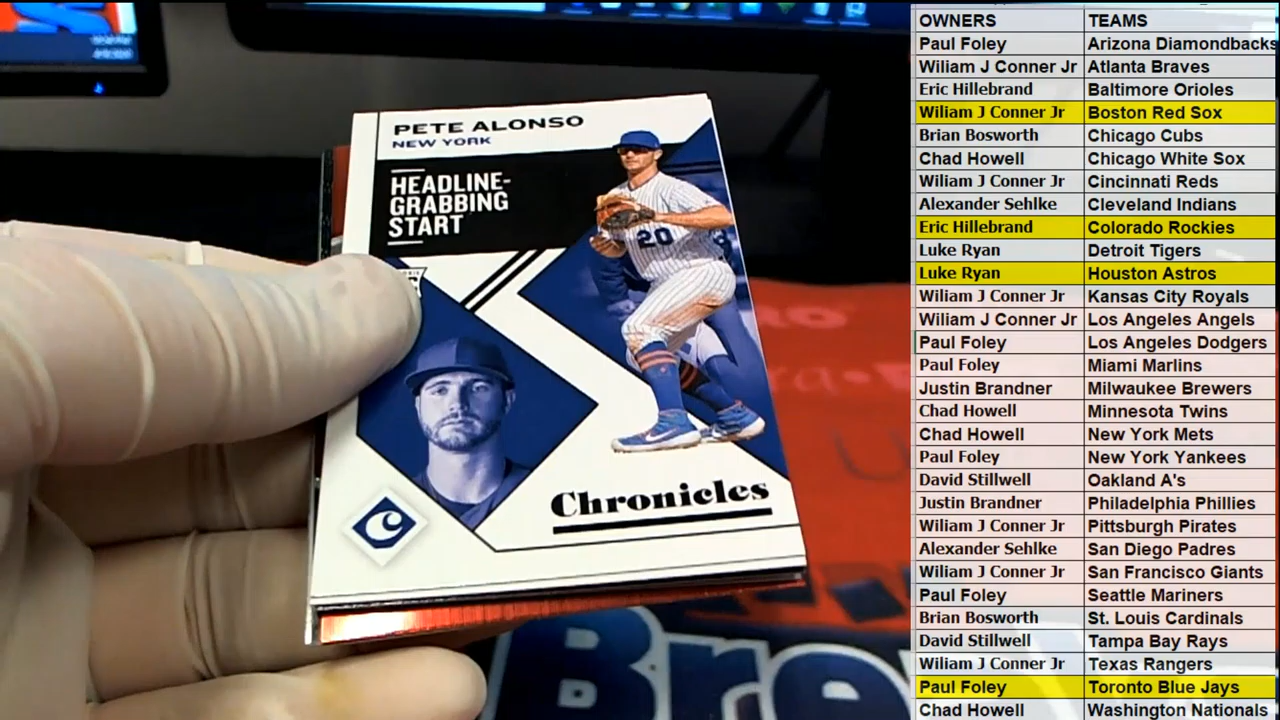 PETE ALONSO
NEW YORK
HEADLINE-
GRABBING
START
20
Chronicles
C
Bre
OWNERS TEAMS
Paul Foley Arizona Diamondbacks
Wiliam J Conner Jr Atlanta Braves
Eric Hillebrand Baltimore Orioles
Wiliam J Conner Jr Boston Red Sox
Brian Bosworth Chicago Cubs
Chad Howell Chicago White Sox
Wiliam J Conner Jr Cincinnati Reds
Alexander Sehlke Cleveland Indians
Eric Hillebrand Colorado Rockies
Luke Ryan Detroit Tigers
Luke Ryan Houston Astros
Wiliam J Conner Jr Kansas City Royals
Wiliam J Conner Jr Los Angeles Angels
Paul Foley Los Angeles Dodgers
Paul Foley Miami Marlins
Justin Brandner Milwaukee Brewers
Chad Howell Minnesota Twins
Chad Howell New York Mets
Paul Foley New York Yankees
David Stillwell Oakland A's
Justin Brandner Philadelphia Phillies
Wiliam J Conner Jr Pittsburgh Pirates
Alexander Sehlke San Diego Padres
Wiliam J Conner Jr San Francisco Giants
Paul Foley Seattle Mariners
Brian Bosworth St. Louis Cardinals
David Stillwell Tampa Bay Rays
Wiliam J Conner Jr Texas Rangers
Paul Foley Toronto Blue Jays
Chad Howell Washington Nationals